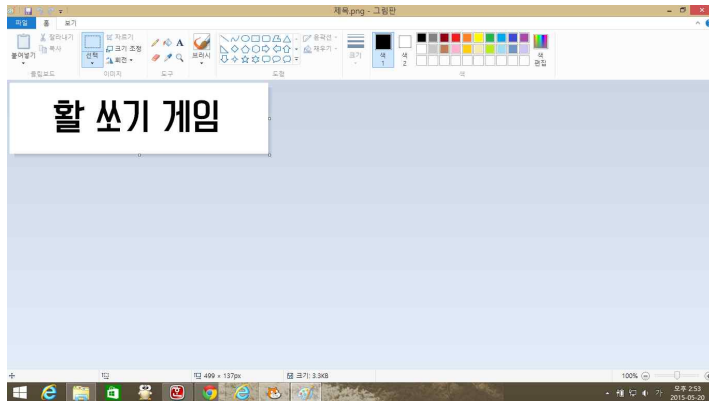 제목.png - 그림판
파일 홈 보기
붙여넣기
잘라내기
복사
클립보드
선택
자르기
크기 조정
회전
이미지
A
도구
브러시
윤곽선
채우기
도형
크기
색
1
색
2
색
편집
색
활 쏘기 게임
499 × 137px
크기: 3.3KB
100%
가
오후 2:53
2015-05-20